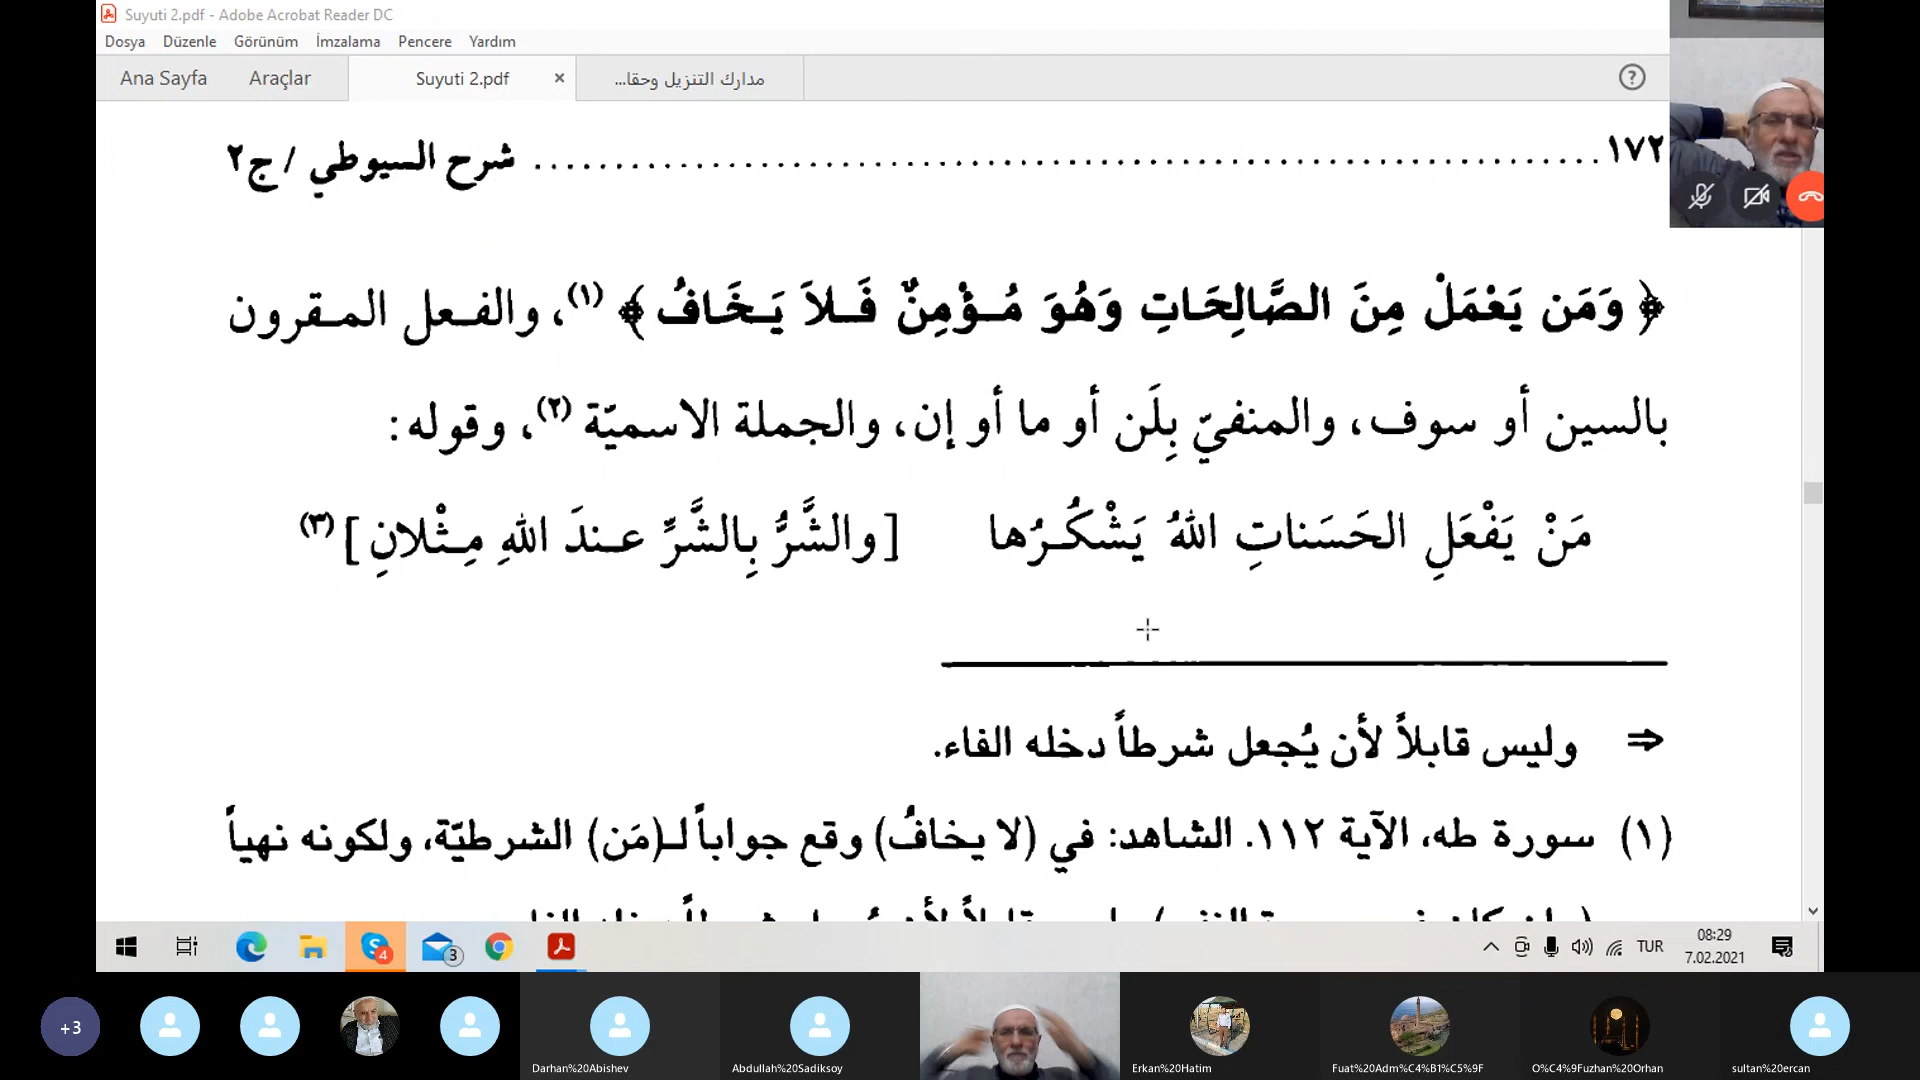 Suyuti 2.pdf - Adobe Acrobat Reader DC
Dosya Düzenle Görünüm İmzalama Pencere Yardım
Ana Sayfa Araçlar Suyuti 2.pdf × مدارك التنزيل وحقا...
١٧٢ شرح السيوطي / ج٢
﴿ وَمَن يَعْمَلْ مِنَ الصَّالِحَاتِ وَهُوَ مُؤْمِنٌ فَلاَ يَخَافُ ﴾ (١)، والفعل المقرون
بالسين أو سوف، والمنفيّ بِلَن أو ما أو إن، والجملة الاسميّة (٢)، وقوله:
مَنْ يَفْعَلِ الحَسَناتِ اللهُ يَشْكُرُها [والشَّرُّ بِالشَّرِّ عندَ اللهِ مِثْلانِ] (٣)
⇒ وليس قابلاً لأن يُجعل شرطاً دخله الفاء.
(١) سورة طه، الآية ١١٢. الشاهد: في (لا يخافُ) وقع جواباً لـ(مَن) الشرطيّة، ولكونه نهياً
4 3 TUR 08:29
7.02.2021
+3
Darhan%20Abishev Abdullah%20Sadiksoy Erkan%20Hatim Fuat%20Adm%C4%B1%C5%9F O%C4%9Fuzhan%20Orhan sultan%20ercan